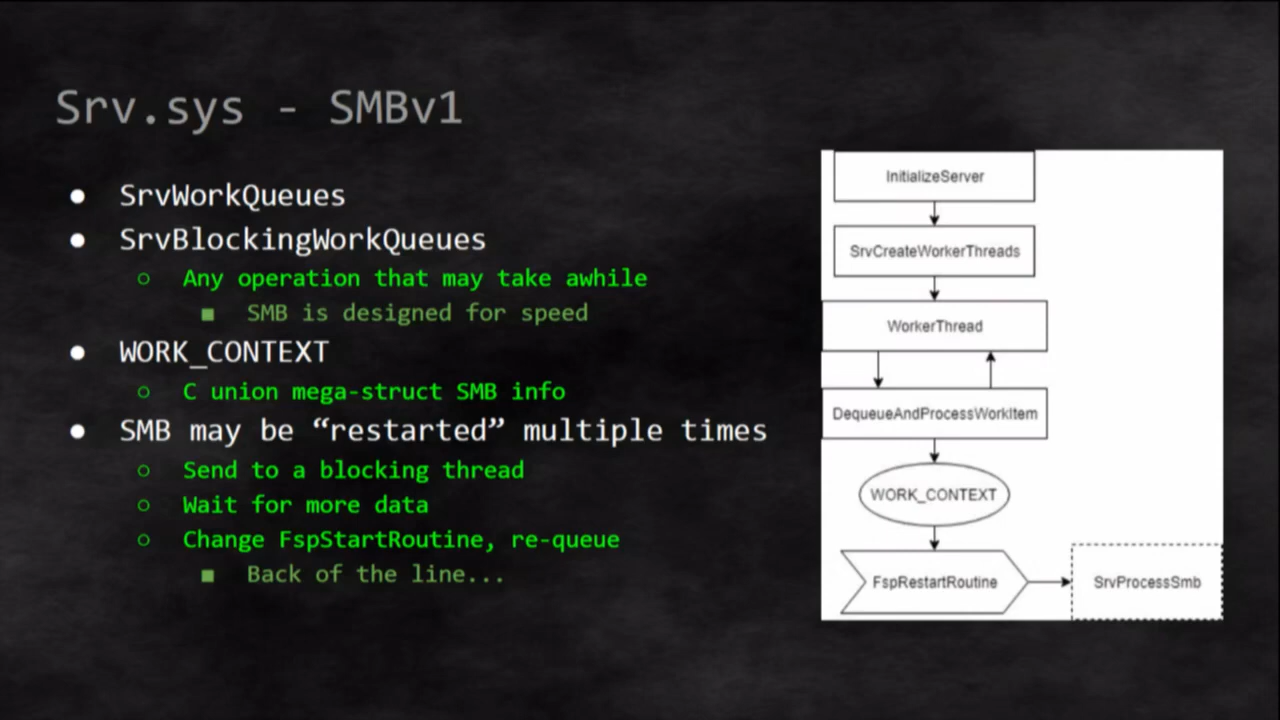 Srv.sys - SMBv1
SrvWorkQueues
SrvBlockingWorkQueues
Any operation that may take awhile
SMB is designed for speed
WORK_CONTEXT
C union mega-struct SMB info
SMB may be “restarted” multiple times
Send to a blocking thread
Wait for more data
Change FspStartRoutine, re-queue
Back of the line...
InitializeServer
SrvCreateWorkerThreads
WorkerThread
DequeueAndProcessWorkItem
WORK_CONTEXT
FspRestartRoutine
SrvProcessSmb